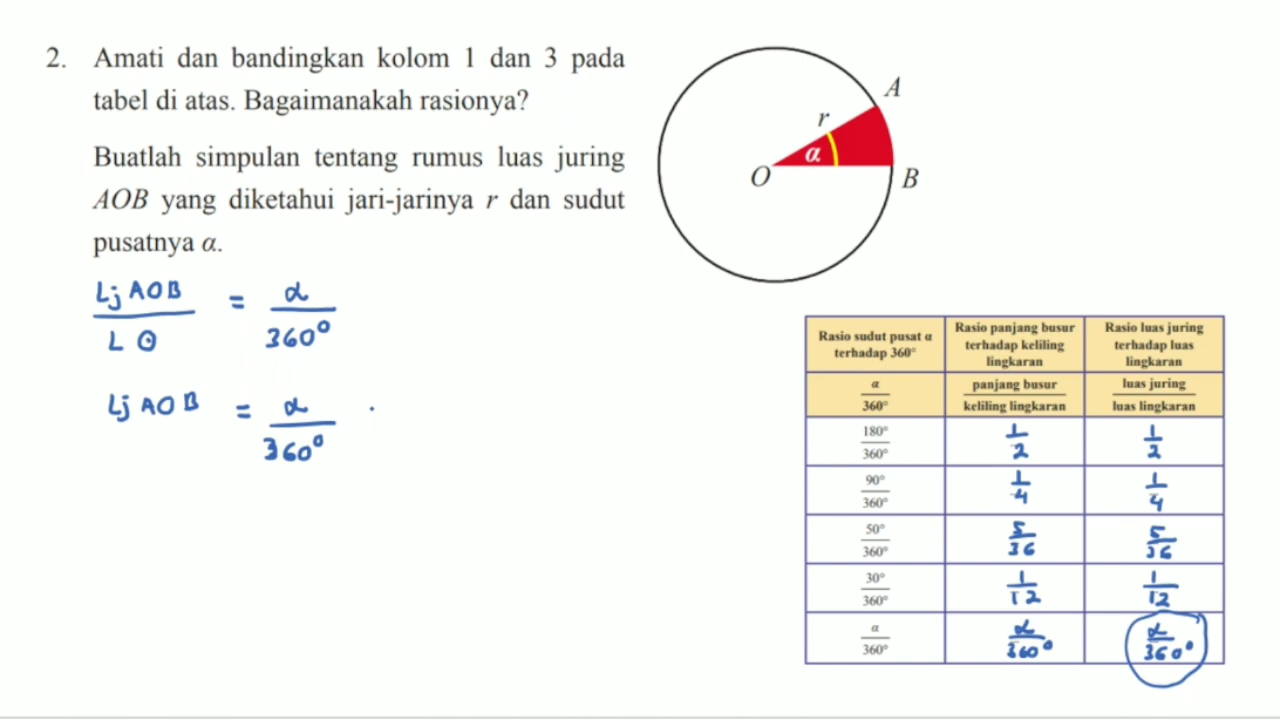 2. Amati dan bandingkan kolom 1 dan 3 pada
tabel di atas. Bagaimanakah rasionya?
Buatlah simpulan tentang rumus luas juring
AOB yang diketahui jari-jarinya r dan sudut
pusatnya α.
A
r
α
O
B
Lj AOB / L ⊙ = α / 360°
Lj AOB = α / 360° .
Rasio sudut pusat α terhadap 360°
Rasio panjang busur terhadap keliling lingkaran
Rasio luas juring terhadap luas lingkaran
α / 360°
panjang busur / keliling lingkaran
luas juring / luas lingkaran
180° / 360°
1/2
1/2
90° / 360°
1/4
1/4
50° / 360°
5/36
5/36
30° / 360°
1/12
1/12
α / 360°
α / 360°
α / 360°